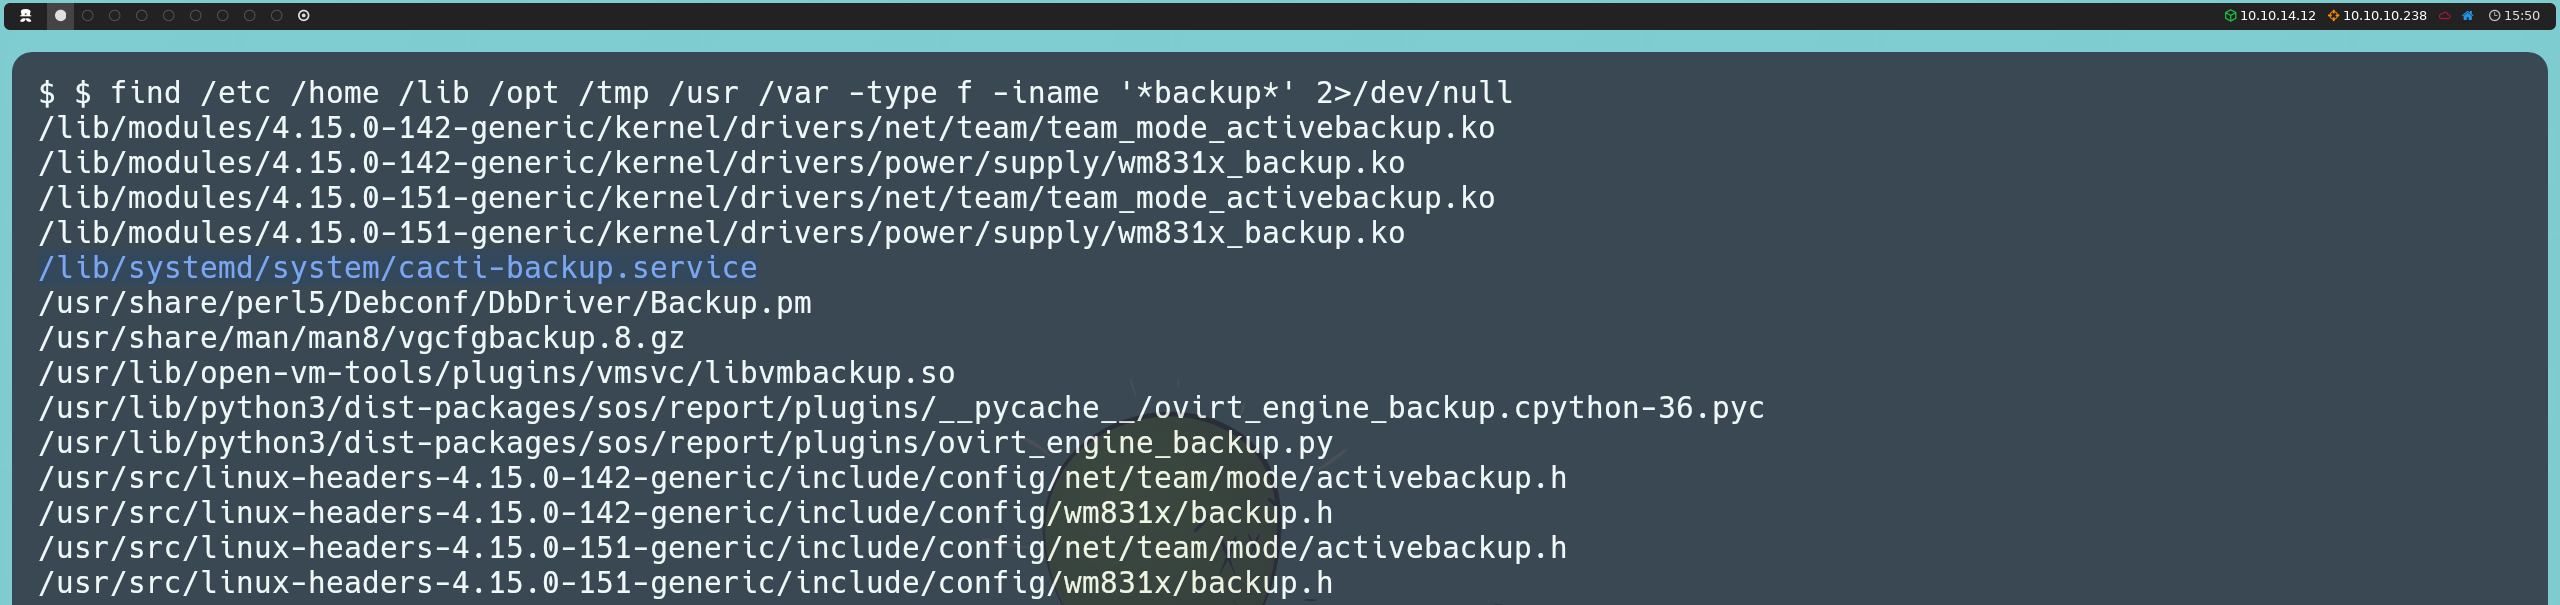 10.10.14.12 10.10.10.238 15:50
$ $ find /etc /home /lib /opt /tmp /usr /var -type f -iname '*backup*' 2>/dev/null
/lib/modules/4.15.0-142-generic/kernel/drivers/net/team/team_mode_activebackup.ko
/lib/modules/4.15.0-142-generic/kernel/drivers/power/supply/wm831x_backup.ko
/lib/modules/4.15.0-151-generic/kernel/drivers/net/team/team_mode_activebackup.ko
/lib/modules/4.15.0-151-generic/kernel/drivers/power/supply/wm831x_backup.ko
/lib/systemd/system/cacti-backup.service
/usr/share/perl5/Debconf/DbDriver/Backup.pm
/usr/share/man/man8/vgcfgbackup.8.gz
/usr/lib/open-vm-tools/plugins/vmsvc/libvmbackup.so
/usr/lib/python3/dist-packages/sos/report/plugins/__pycache__/ovirt_engine_backup.cpython-36.pyc
/usr/lib/python3/dist-packages/sos/report/plugins/ovirt_engine_backup.py
/usr/src/linux-headers-4.15.0-142-generic/include/config/net/team/mode/activebackup.h
/usr/src/linux-headers-4.15.0-142-generic/include/config/wm831x/backup.h
/usr/src/linux-headers-4.15.0-151-generic/include/config/net/team/mode/activebackup.h
/usr/src/linux-headers-4.15.0-151-generic/include/config/wm831x/backup.h